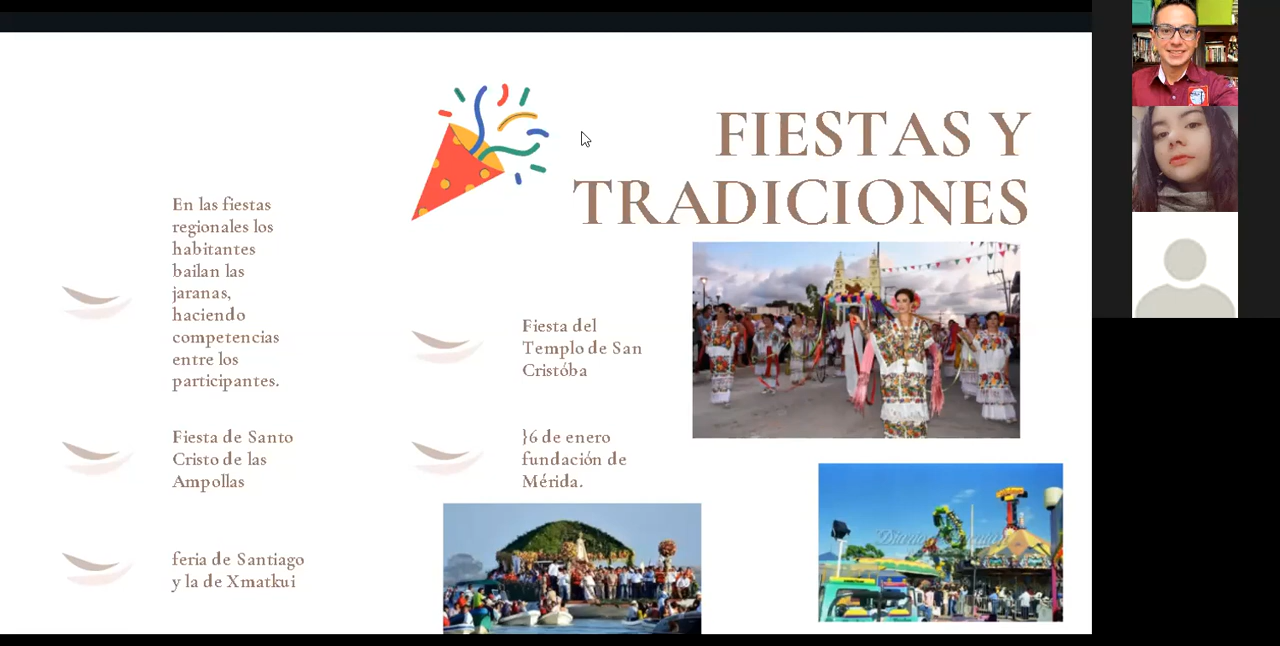 FIESTAS Y
TRADICIONES
En las fiestas
regionales los
habitantes
bailan las
jaranas,
haciendo
competencias
entre los
participantes.
Fiesta de Santo
Cristo de las
Ampollas
feria de Santiago
y la de Xmatkui
Fiesta del
Templo de San
Cristóba
}6 de enero
fundación de
Mérida.